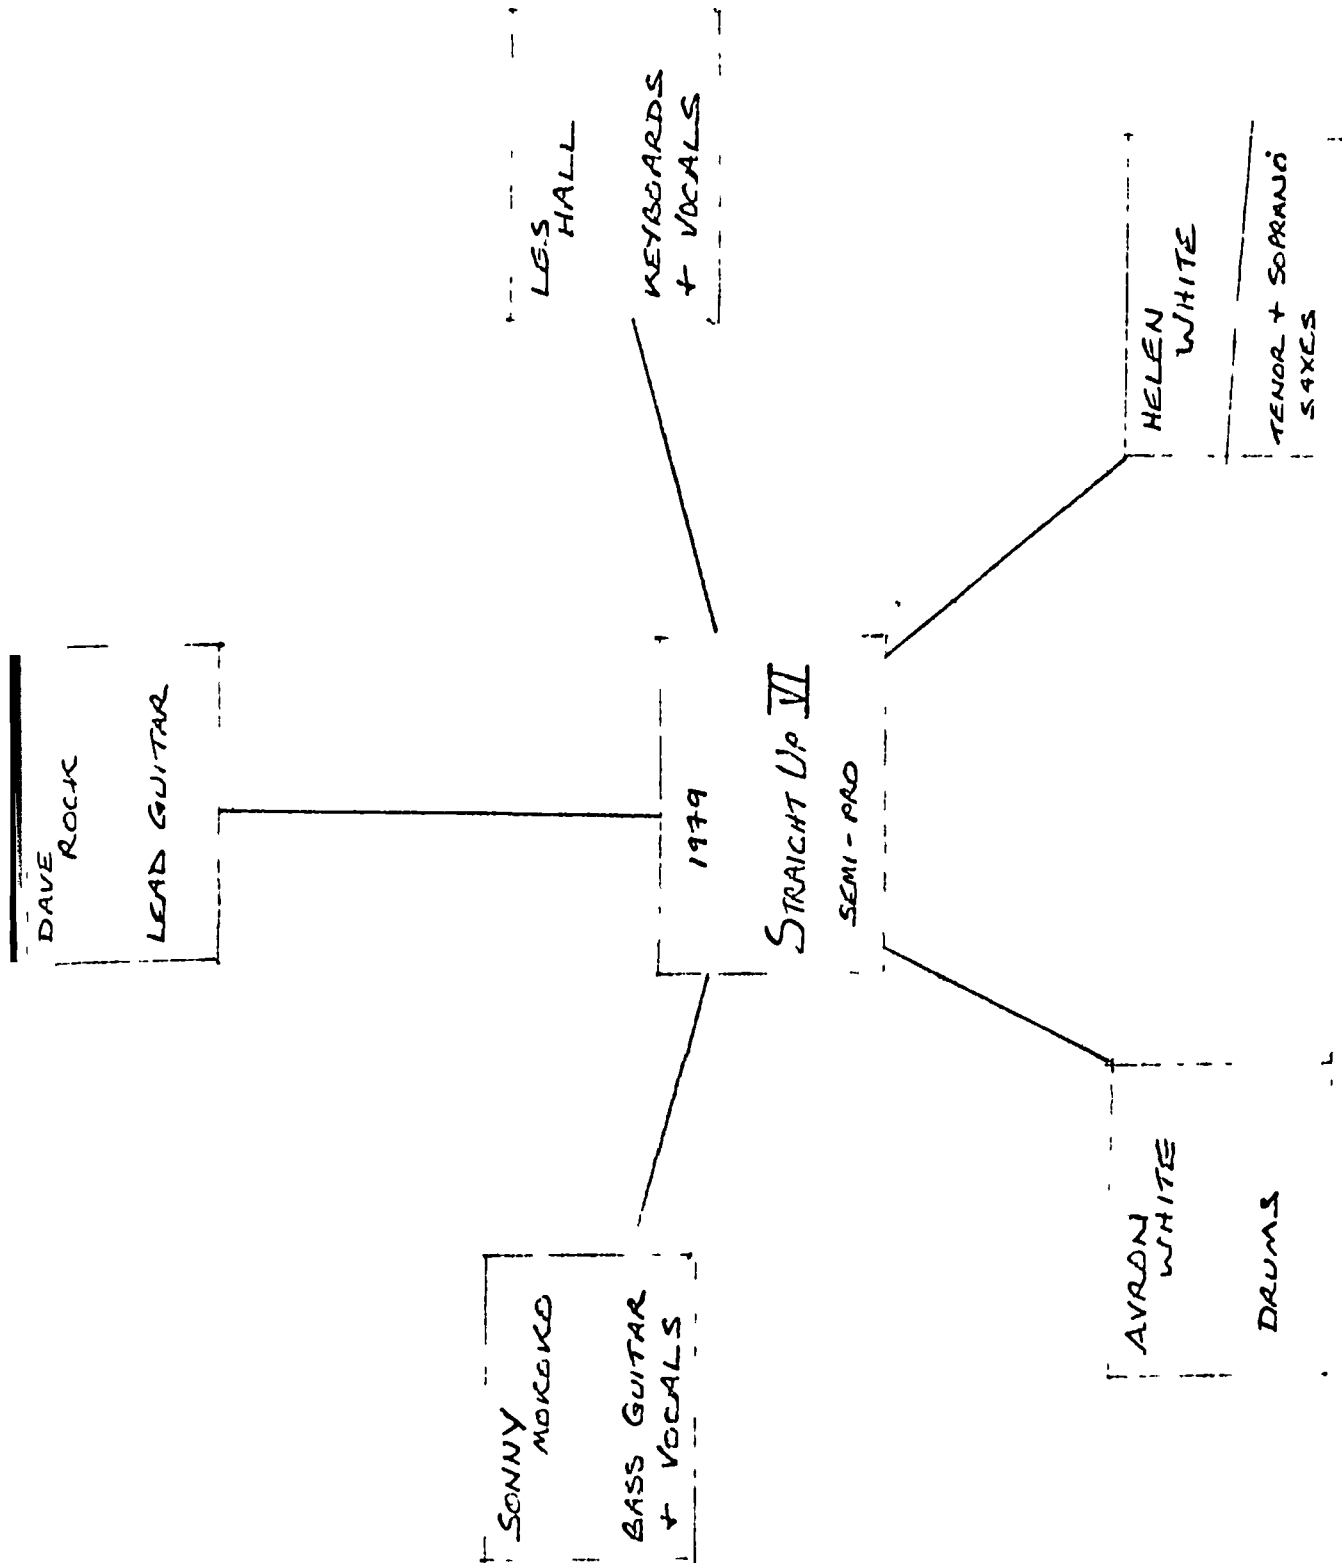 DAVE
ROCK
LEAD GUITAR
SONNY
MOKOKO
BASS GUITAR
+ VOCALS
LES
HALL
KEYBOARDS
+ VOCALS
1979
STRAIGHT UP VI
SEMI-PRO
AVRON
WHITE
DRUMS
HELEN
WHITE
TENOR + SOPRANO
SAXES